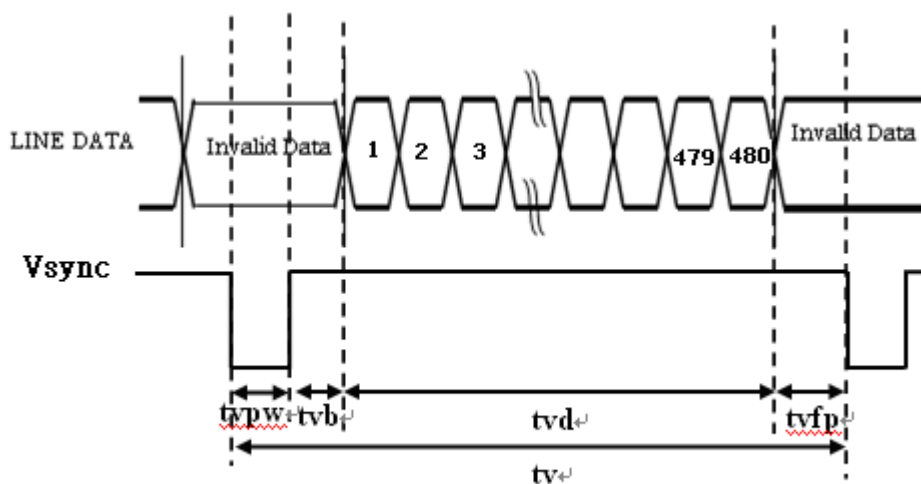 LINE DATA
Invalid Data
1
2
3
479
480
Invalid Data
Vsync
tvpw
tvb
tvd
tvfp
tv